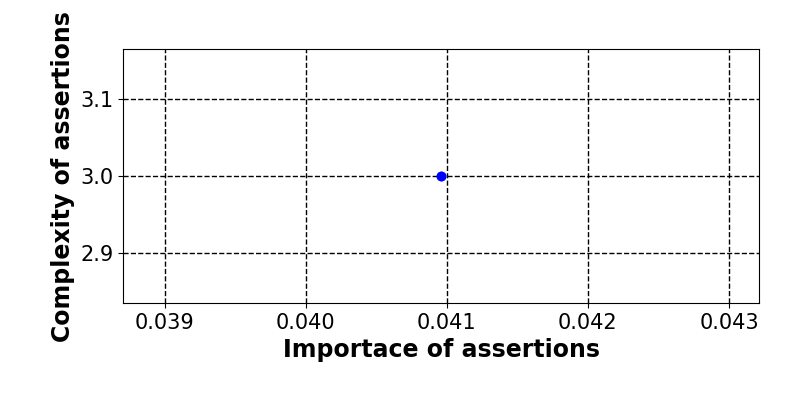 Complexity of assertions
3.1
3.0
2.9
0.039 0.040 0.041 0.042 0.043
Importace of assertions